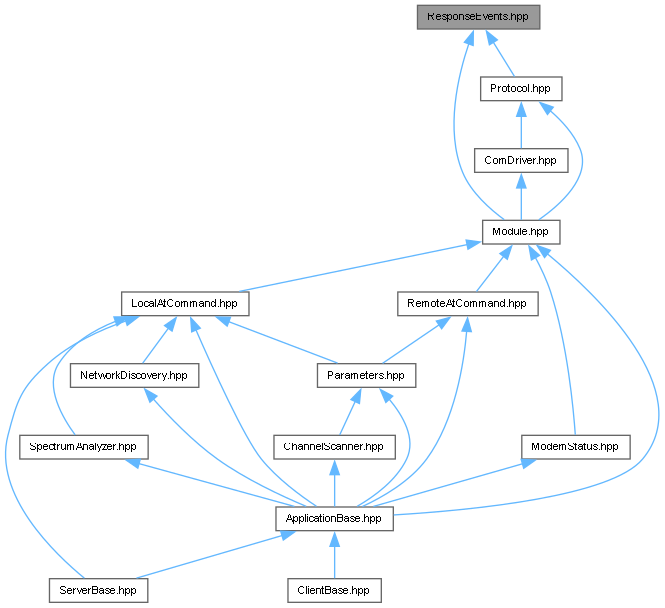 ResponseEvents.hpp
Protocol.hpp
ComDriver.hpp
Module.hpp
LocalAtCommand.hpp
RemoteAtCommand.hpp
NetworkDiscovery.hpp
Parameters.hpp
SpectrumAnalyzer.hpp
ChannelScanner.hpp
ModemStatus.hpp
ApplicationBase.hpp
ServerBase.hpp
ClientBase.hpp